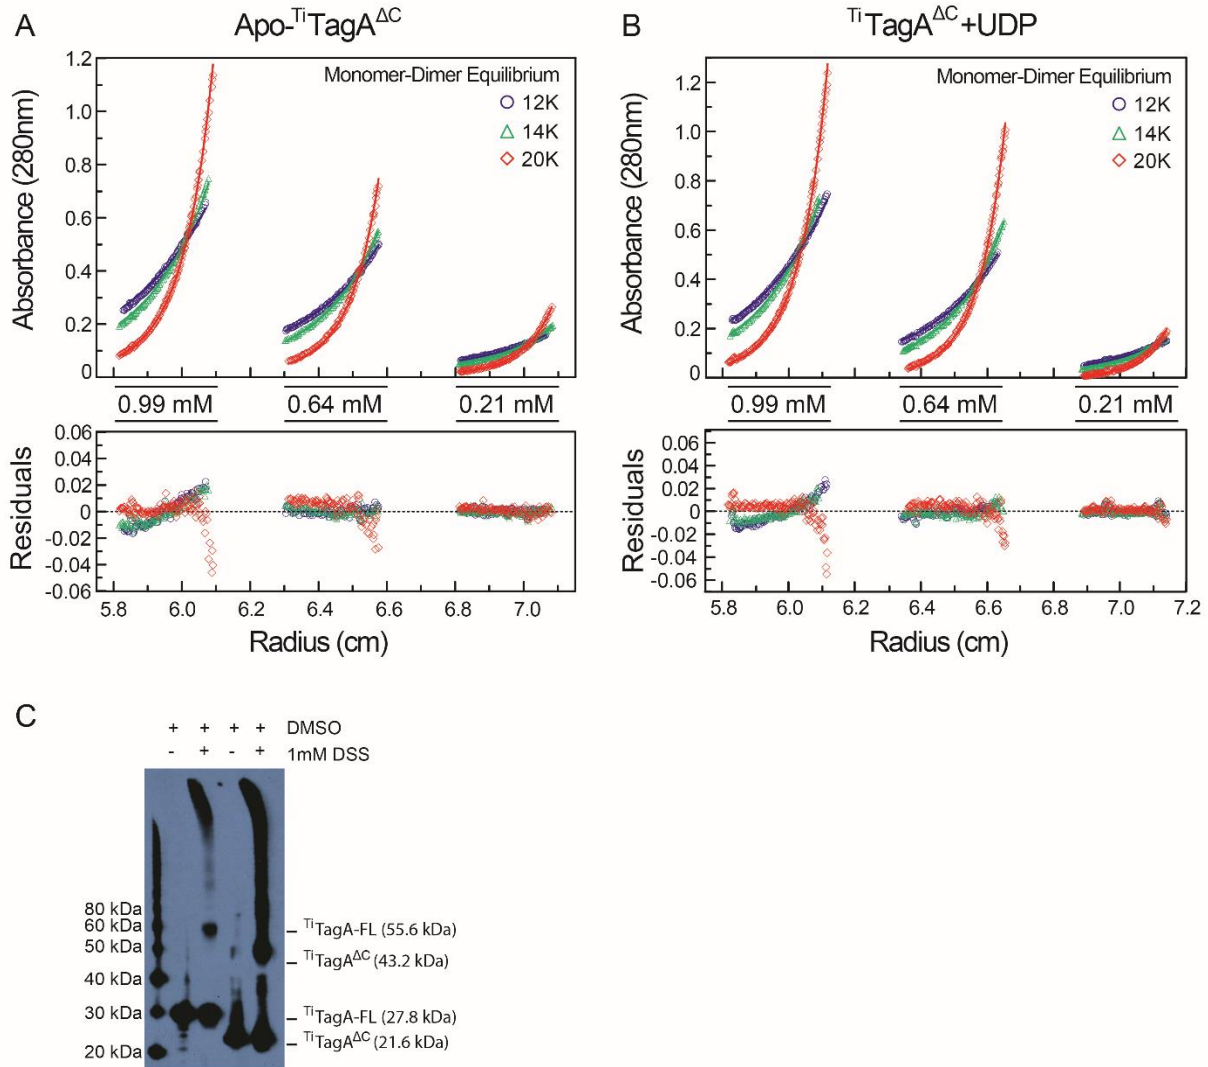 A
Apo-ᵀⁱTagA^ΔC
Monomer-Dimer Equilibrium
12K
14K
20K
Absorbance (280nm)
1.2
1.0
0.8
0.6
0.4
0.2
0
0.99 mM
0.64 mM
0.21 mM
Residuals
0.06
0.04
0.02
0
-0.02
-0.04
-0.06
5.8 6.0 6.2 6.4 6.6 6.8 7.0
Radius (cm)
B
ᵀⁱTagA^ΔC+UDP
Monomer-Dimer Equilibrium
12K
14K
20K
Absorbance (280nm)
1.2
1.0
0.8
0.6
0.4
0.2
0
0.99 mM
0.64 mM
0.21 mM
Residuals
0.06
0.04
0.02
0
-0.02
-0.04
-0.06
5.8 6.0 6.2 6.4 6.6 6.8 7.0 7.2
Radius (cm)
C
+ + + + DMSO
- + - + 1mM DSS
80 kDa
60 kDa
50 kDa
40 kDa
30 kDa
20 kDa
ᵀⁱTagA-FL (55.6 kDa)
ᵀⁱTagA^ΔC (43.2 kDa)
ᵀⁱTagA-FL (27.8 kDa)
ᵀⁱTagA^ΔC (21.6 kDa)